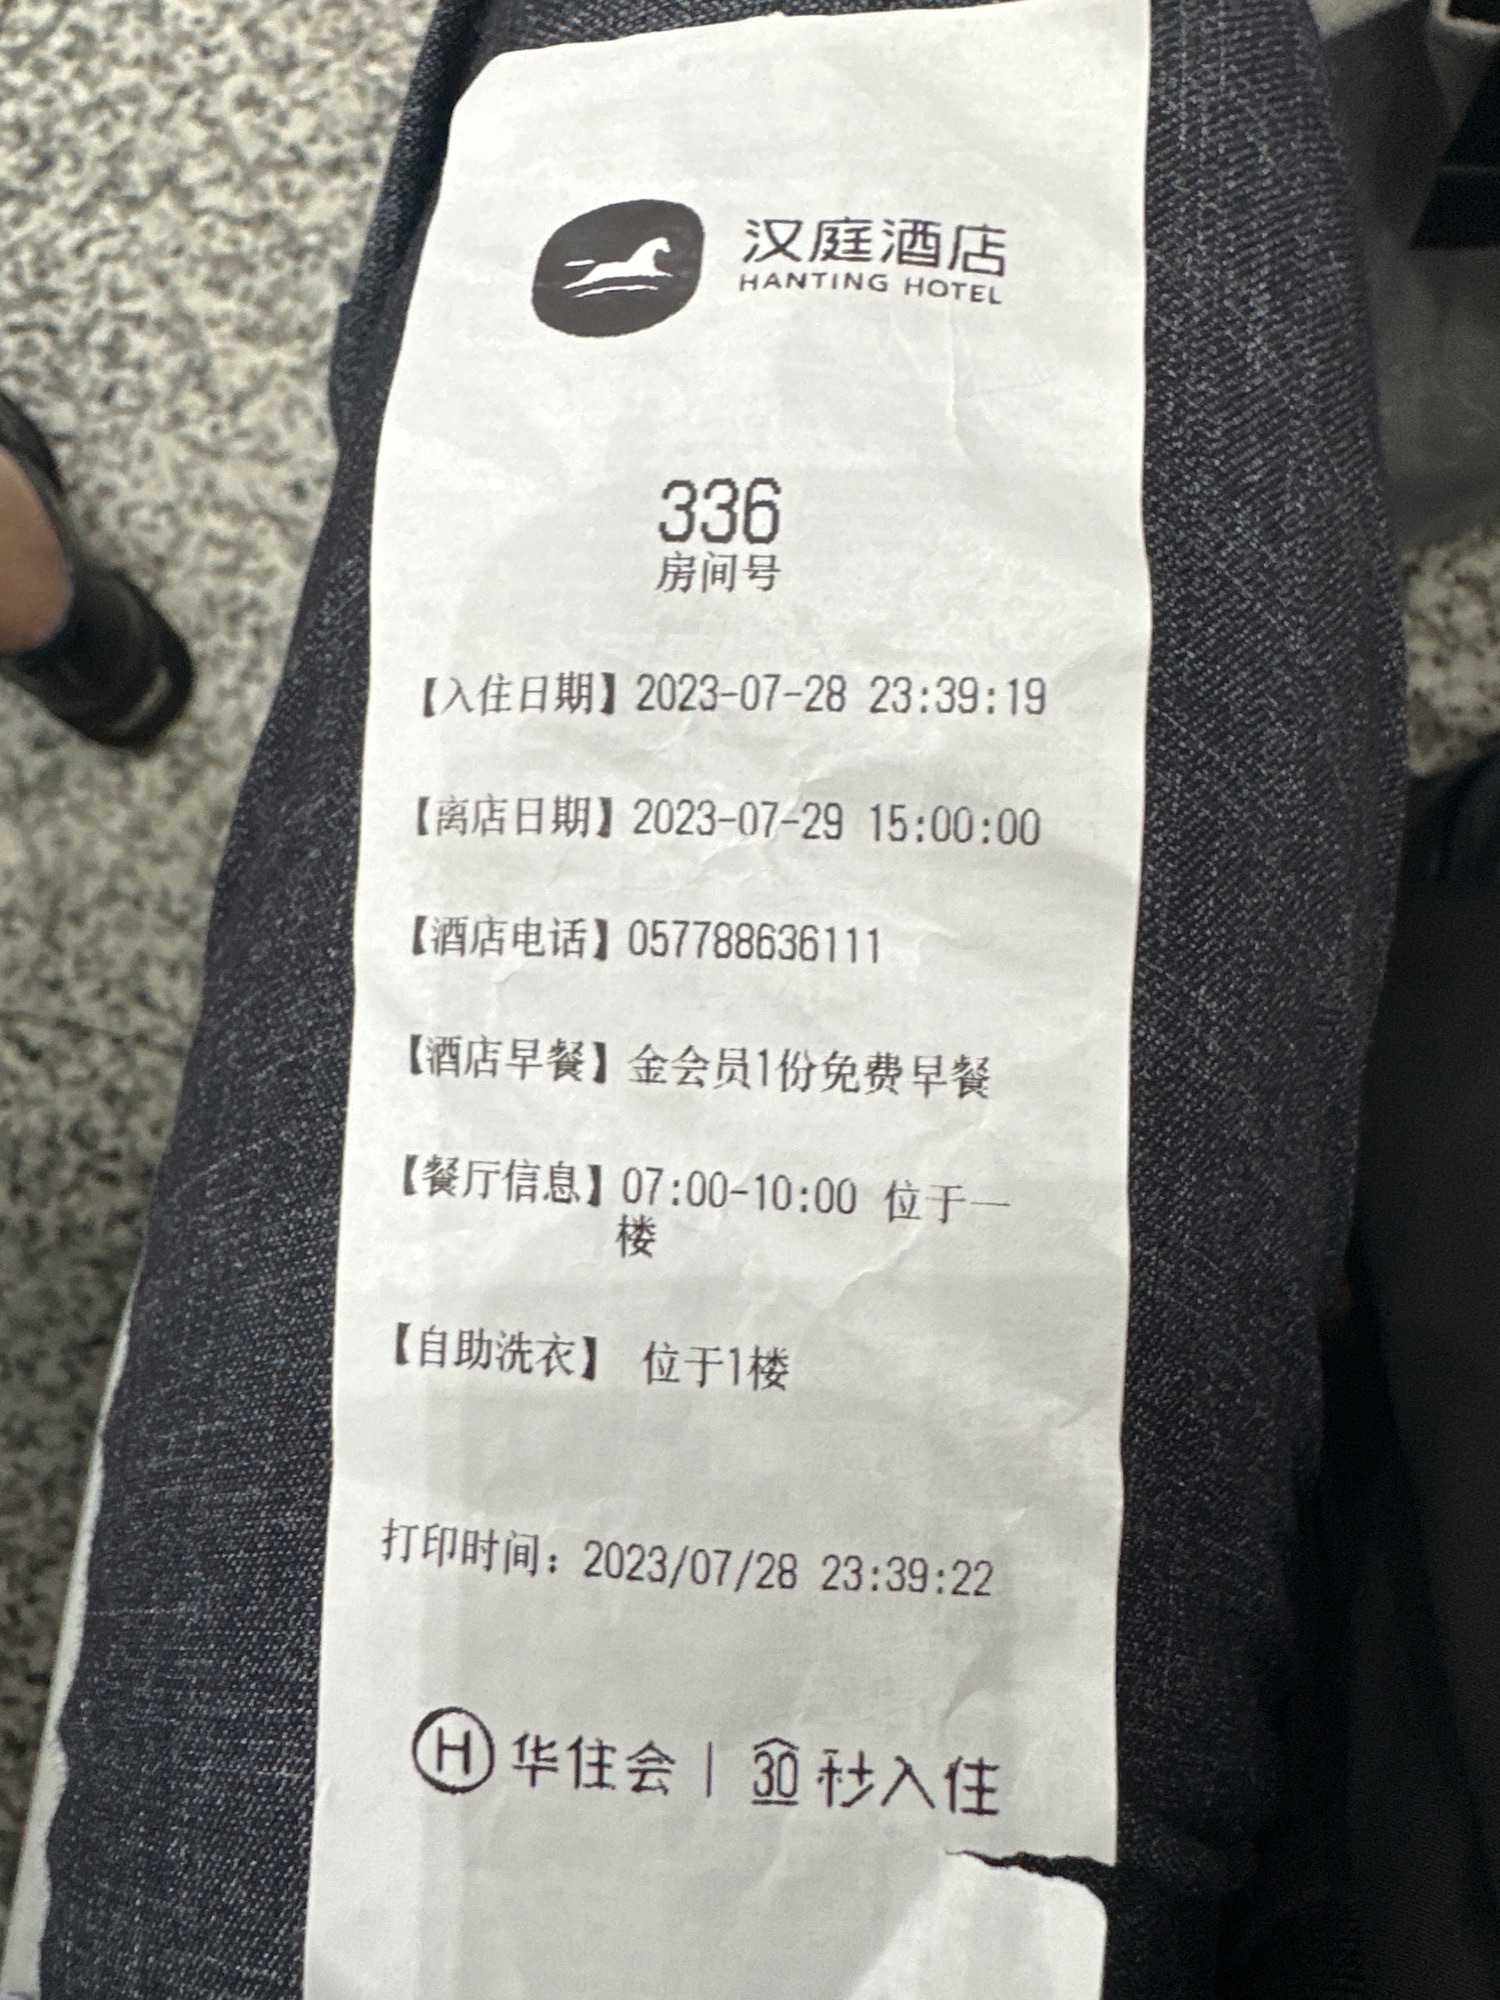 汉庭酒店
HANTING HOTEL
336
房间号
【入住日期】2023-07-28 23:39:19
【离店日期】2023-07-29 15:00:00
【酒店电话】057788636111
【酒店早餐】金会员1份免费早餐
【餐厅信息】07:00-10:00 位于一
楼
【自助洗衣】 位于1楼
打印时间：2023/07/28 23:39:22
H 华住会 | 30 秒入住